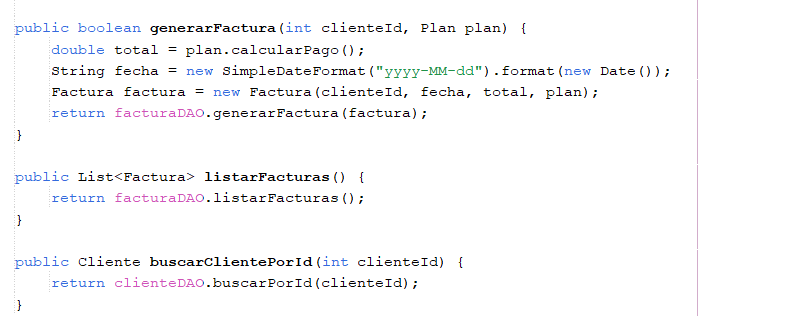 public boolean generarFactura(int clienteId, Plan plan) {
    double total = plan.calcularPago();
    String fecha = new SimpleDateFormat("yyyy-MM-dd").format(new Date());
    Factura factura = new Factura(clienteId, fecha, total, plan);
    return facturaDAO.generarFactura(factura);
}

public List<Factura> listarFacturas() {
    return facturaDAO.listarFacturas();
}

public Cliente buscarClientePorId(int clienteId) {
    return clienteDAO.buscarPorId(clienteId);
}